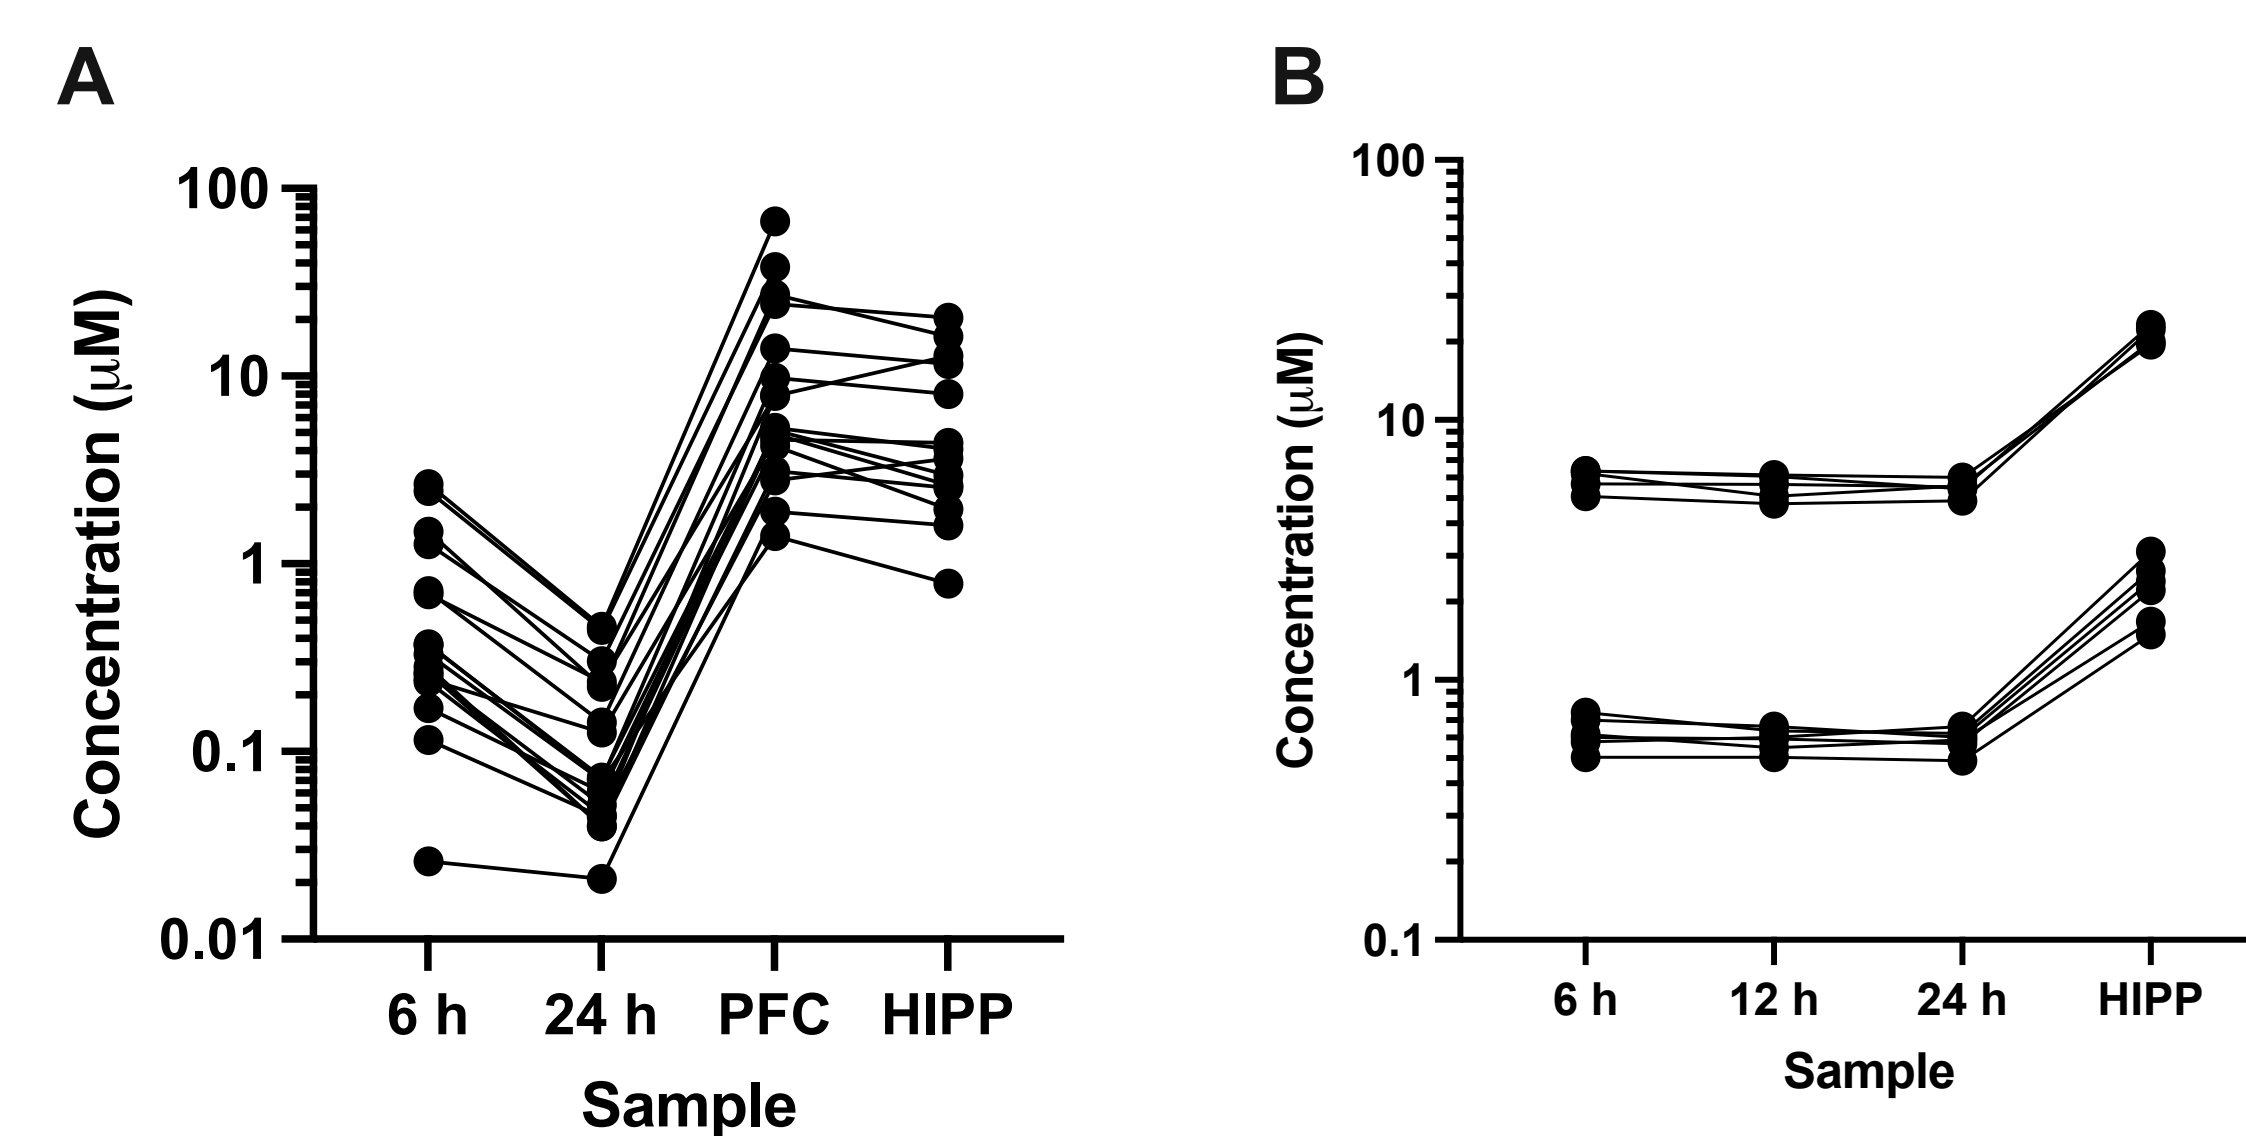 A
100
10
1
0.1
0.01
Concentration (μM)
6 h 24 h PFC HIPP
Sample
B
100
10
1
0.1
Concentration (μM)
6 h 12 h 24 h HIPP
Sample